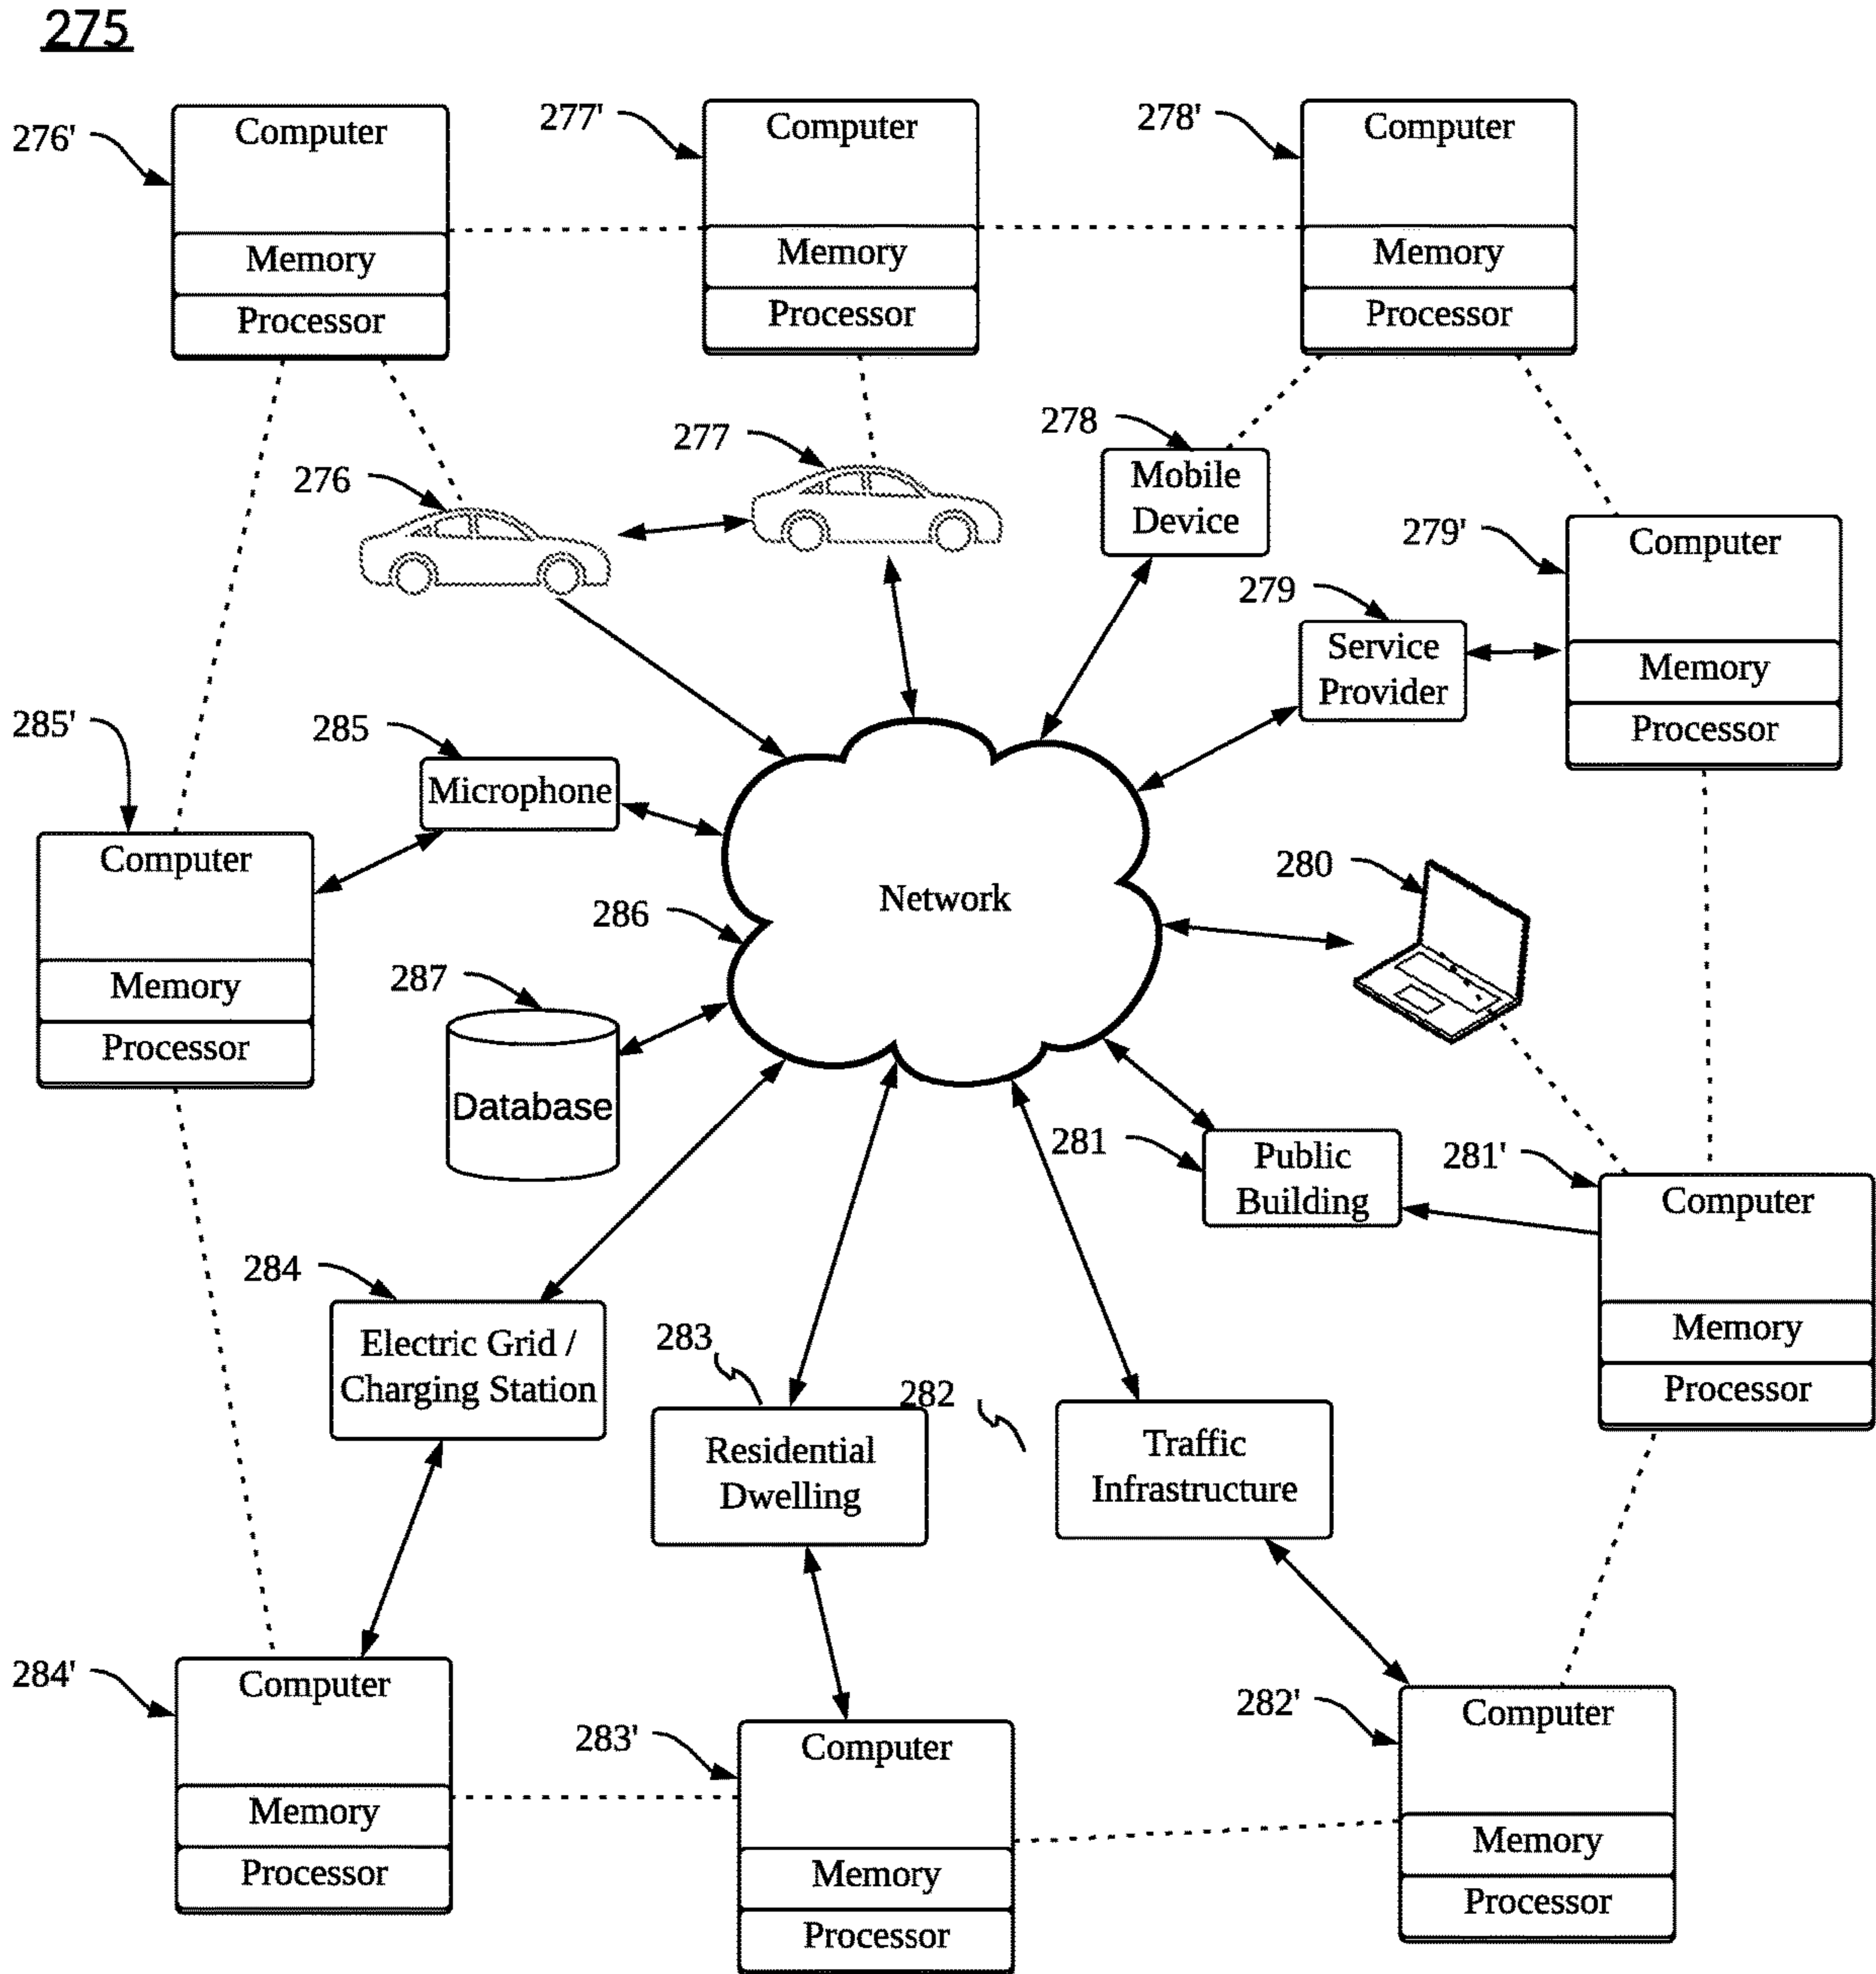 275
276'
Computer
Memory
Processor
277'
Computer
Memory
Processor
278'
Computer
Memory
Processor
276
277
278
Mobile
Device
279'
Computer
Memory
Processor
279
Service
Provider
285'
Computer
Memory
Processor
285
Microphone
286
Network
280
287
Database
281
Public
Building
281'
Computer
Memory
Processor
284
Electric Grid /
Charging Station
283
Residential
Dwelling
282
Traffic
Infrastructure
284'
Computer
Memory
Processor
283'
Computer
Memory
Processor
282'
Computer
Memory
Processor